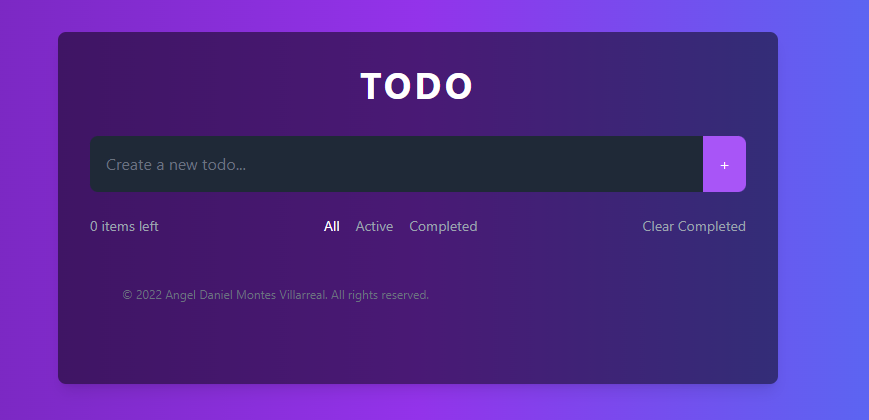 TODO
Create a new todo...
+
0 items left
All Active Completed
Clear Completed
© 2022 Angel Daniel Montes Villarreal. All rights reserved.